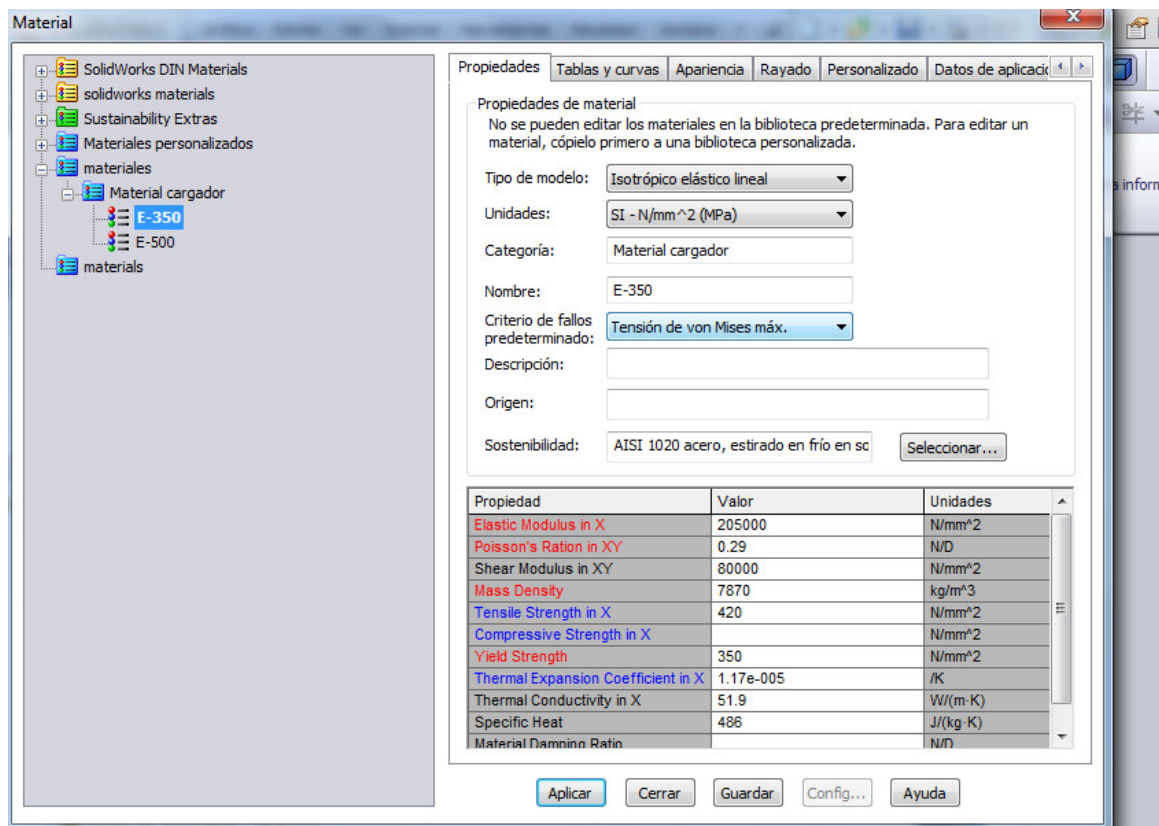 Material
SolidWorks DIN Materials
solidworks materials
Sustainability Extras
Materiales personalizados
materiales
Material cargador
E-350
E-500
materials
Propiedades Tablas y curvas Apariencia Rayado Personalizado Datos de aplicació
Propiedades de material
No se pueden editar los materiales en la biblioteca predeterminada. Para editar un
material, cópielo primero a una biblioteca personalizada.
Tipo de modelo: Isotrópico elástico lineal
Unidades: SI - N/mm^2 (MPa)
Categoría: Material cargador
Nombre: E-350
Criterio de fallos
predeterminado: Tensión de von Mises máx.
Descripción:
Origen:
Sostenibilidad: AISI 1020 acero, estirado en frío en so Seleccionar...
Propiedad Valor Unidades
Elastic Modulus in X 205000 N/mm^2
Poisson's Ration in XY 0.29 N/D
Shear Modulus in XY 80000 N/mm^2
Mass Density 7870 kg/m^3
Tensile Strength in X 420 N/mm^2
Compressive Strength in X N/mm^2
Yield Strength 350 N/mm^2
Thermal Expansion Coefficient in X 1.17e-005 /K
Thermal Conductivity in X 51.9 W/(m·K)
Specific Heat 486 J/(kg·K)
Material Damping Ratio N/D
Aplicar Cerrar Guardar Config... Ayuda
a inform